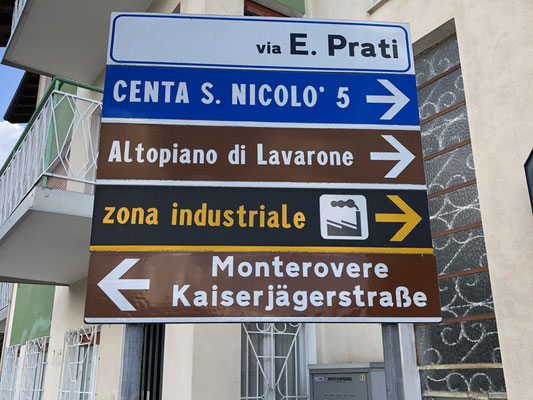 via E. Prati
CENTA S. NICOLO' 5
Altopiano di Lavarone
zona industriale
Monterovere
Kaiserjägerstraße